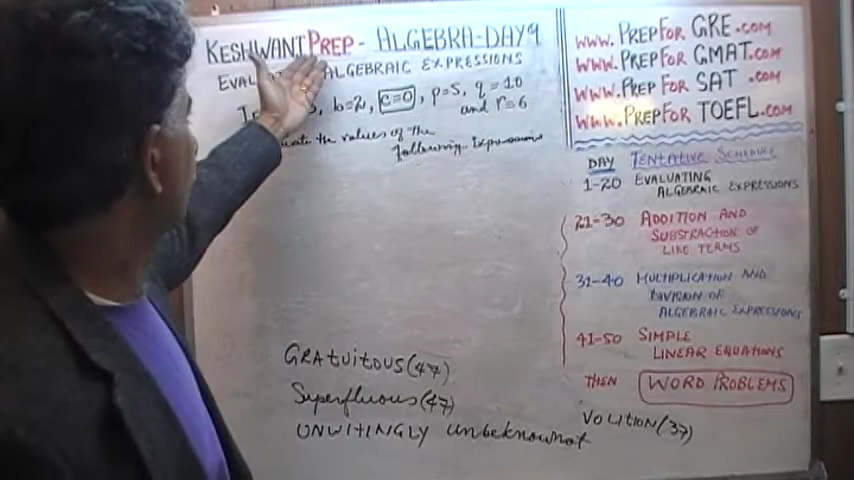 KESHWANTPREP - ALGEBRA-DAY9
ALGEBRAIC EXPRESSIONS
b=2, c=0, p=5, q=10
and r=6
the values of the
following Expressions
www.PREPFOR GRE.COM
www.PREPFOR GMAT.COM
www.PREPFOR SAT.COM
www.PREPFOR TOEFL.COM
DAY TENTATIVE SCHEDULE
1-20 EVALUATING
ALGEBRAIC EXPRESSIONS
21-30 ADDITION AND
SUBSTRACTION OF
LIKE TERMS
31-40 MULTIPLICATION AND
DIVISION OF
ALGEBRAIC EXPRESSIONS
41-50 SIMPLE
LINEAR EQUATIONS
THEN WORD PROBLEMS
GRATUITOUS(47)
Superfluous(47)
UNWITINGLY unbeknownst
VOLITION(37)